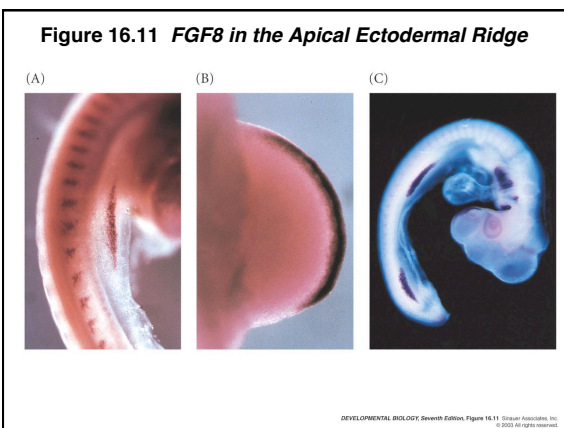 Figure 16.11 FGF8 in the Apical Ectodermal Ridge
(A) (B) (C)
DEVELOPMENTAL BIOLOGY, Seventh Edition, Figure 16.11 Sinauer Associates, Inc.
© 2003 All rights reserved.